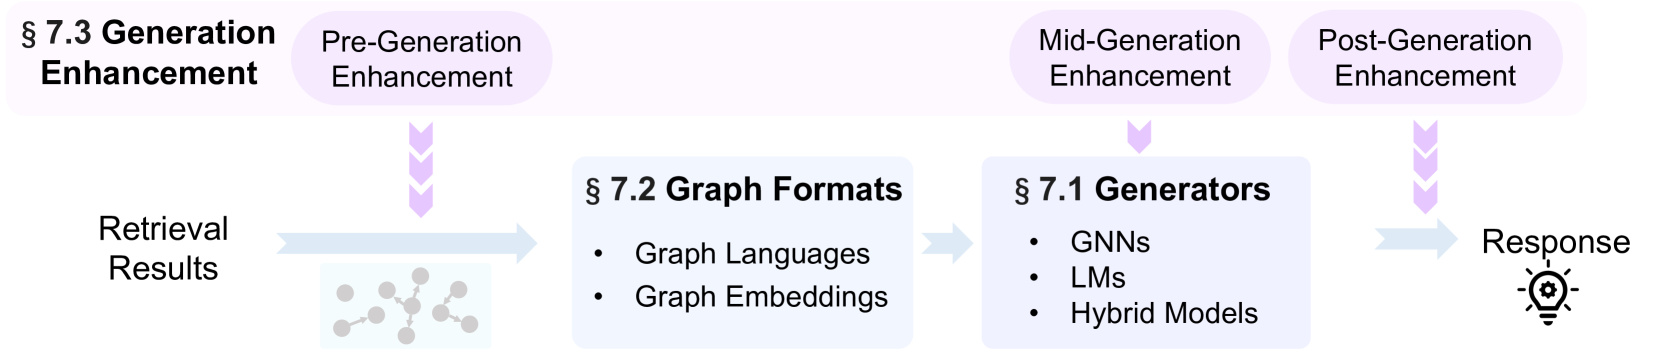 § 7.3 Generation
Enhancement
Pre-Generation
Enhancement
Mid-Generation
Enhancement
Post-Generation
Enhancement
Retrieval
Results
§ 7.2 Graph Formats
• Graph Languages
• Graph Embeddings
§ 7.1 Generators
• GNNs
• LMs
• Hybrid Models
Response